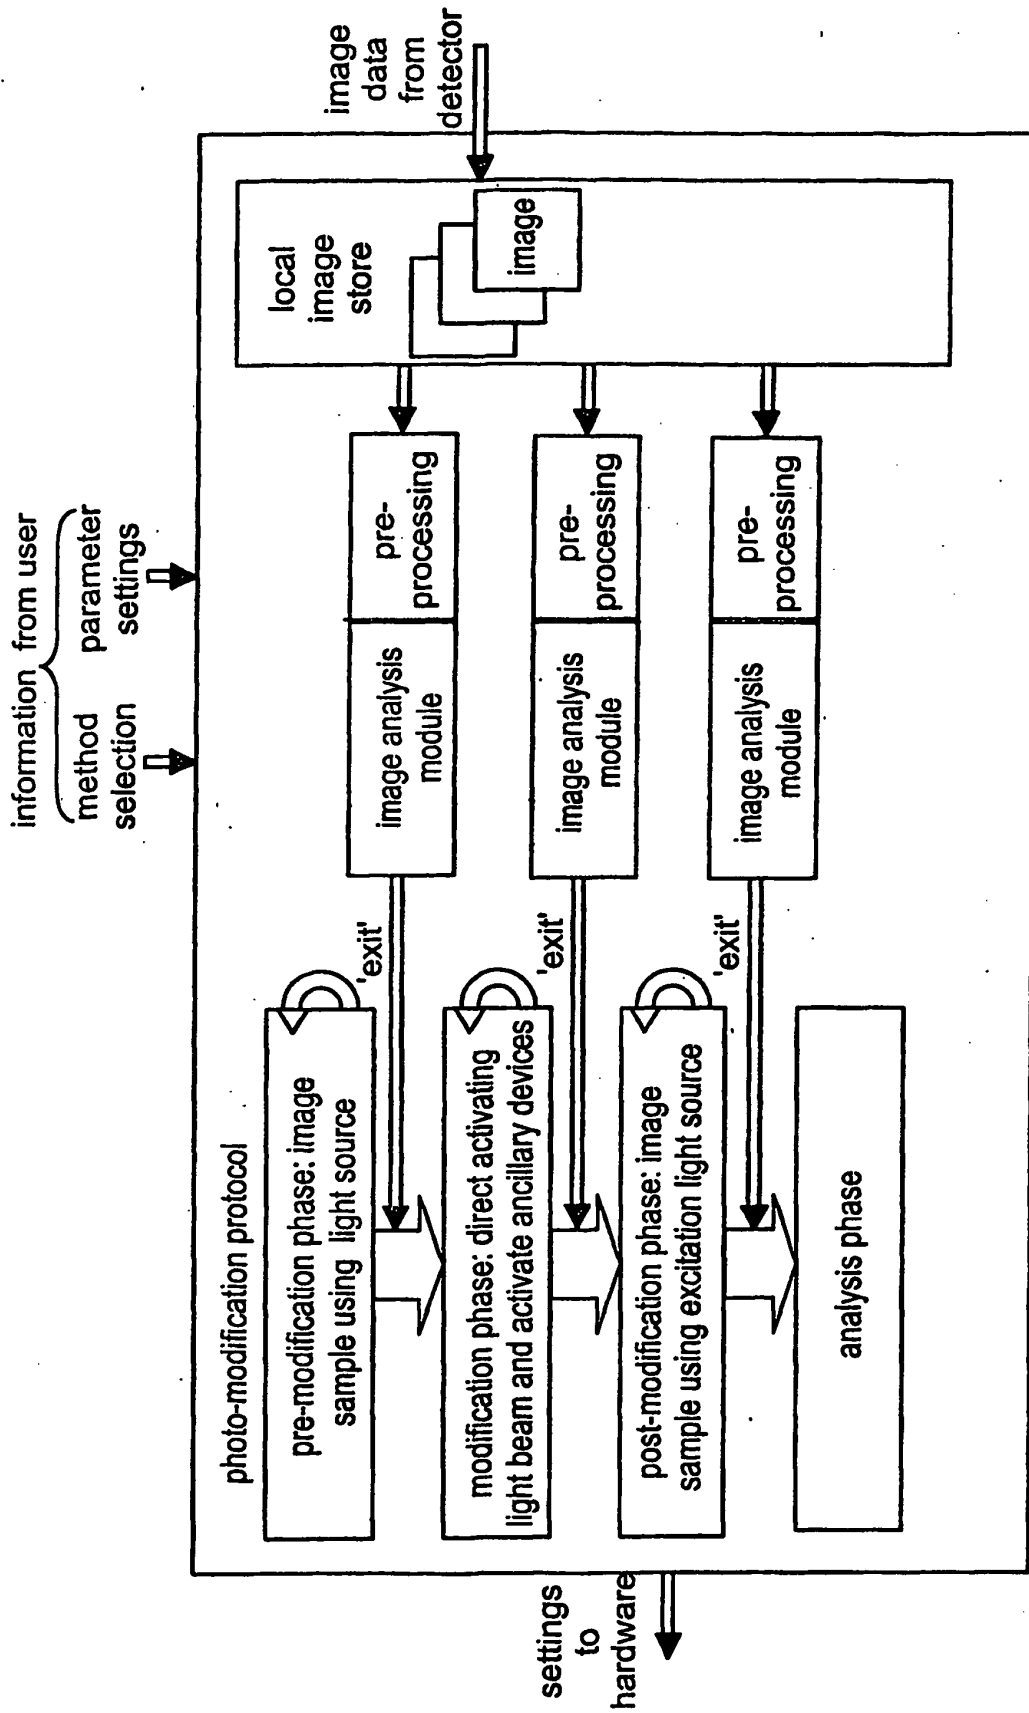 information from user
method
selection
parameter
settings
photo-modification protocol
pre-modification phase: image
sample using light source
'exit'
modification phase: direct activating
light beam and activate ancillary devices
'exit'
post-modification phase: image
sample using excitation light source
'exit'
analysis phase
image analysis
module
pre-
processing
image analysis
module
pre-
processing
image analysis
module
pre-
processing
local
image
store
image
image
data
from
detector
settings
to
hardware